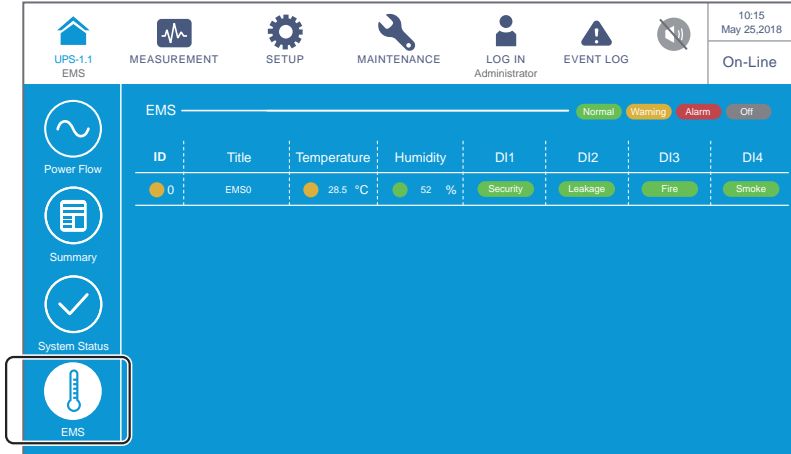 10:15
May 25,2018
UPS-1.1
EMS
MEASUREMENT
SETUP
MAINTENANCE
LOG IN
Administrator
EVENT LOG
On-Line
EMS
Normal Warning Alarm Off
ID Title Temperature Humidity DI1 DI2 DI3 DI4
0 EMS0 28.5 °C 52 % Security Leakage Fire Smoke
Power Flow
Summary
System Status
EMS